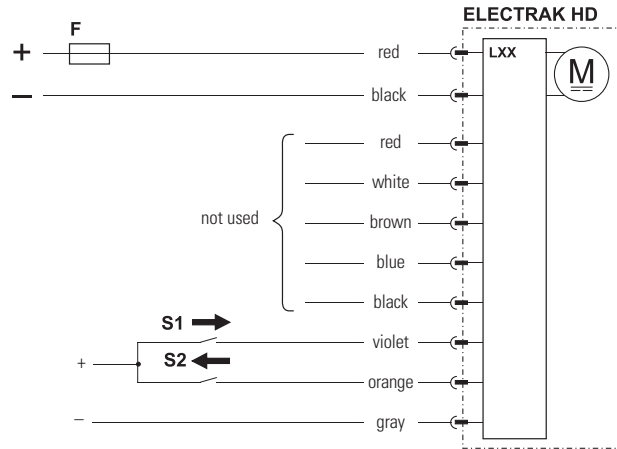 ELECTRAK HD
F
+ red LXX
M
− black
red
white
not used brown
blue
black
S1 violet
+ S2
orange
− gray